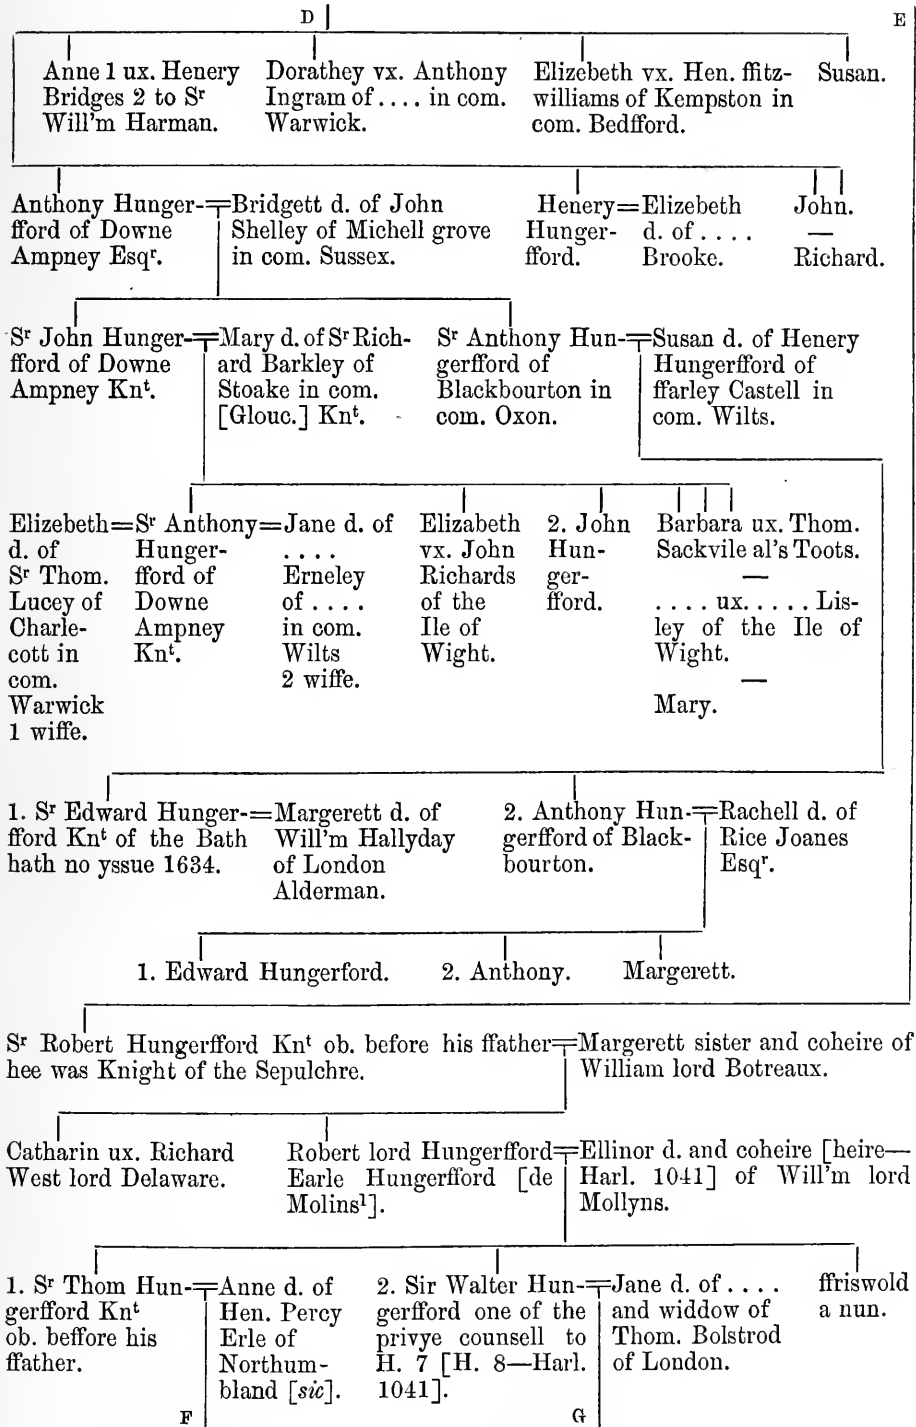 D E
Anne 1 ux. Henery
Bridges 2 to Sʳ
Will'm Harman.
Dorathey vx. Anthony
Ingram of .... in com.
Warwick.
Elizebeth vx. Hen. ffitz-
williams of Kempston in
com. Bedfford.
Susan.
Anthony Hunger-
fford of Downe
Ampney Esqʳ.
Bridgett d. of John
Shelley of Michell grove
in com. Sussex.
Henery=
Hunger-
fford.
Elizebeth
d. of ....
Brooke.
John.
—
Richard.
Sʳ John Hunger-
fford of Downe
Ampney Knᵗ.
Mary d. of Sʳ Rich-
ard Barkley of
Stoake in com.
[Glouc.] Knᵗ.
Sʳ Anthony Hun-
gerfford of
Blackbourton in
com. Oxon.
Susan d. of Henery
Hungerfford of
ffarley Castell in
com. Wilts.
Elizebeth=
d. of
Sʳ Thom.
Lucey of
Charle-
cott in
com.
Warwick
1 wiffe.
Sʳ Anthony=
Hunger-
fford of
Downe
Ampney
Knᵗ.
Jane d. of
....
Erneley
of ....
in com.
Wilts
2 wiffe.
Elizabeth
vx. John
Richards
of the
Ile of
Wight.
2. John
Hun-
ger-
fford.
Barbara ux. Thom.
Sackvile al's Toots.
—
.... ux. .... Lis-
ley of the Ile of
Wight.
—
Mary.
1. Sʳ Edward Hunger-=
fford Knᵗ of the Bath
hath no yssue 1634.
Margerett d. of
Will'm Hallyday
of London
Alderman.
2. Anthony Hun-
gerfford of Black-
bourton.
Rachell d. of
Rice Joanes
Esqʳ.
1. Edward Hungerford.
2. Anthony.
Margerett.
Sʳ Robert Hungerfford Knᵗ ob. before his ffather
hee was Knight of the Sepulchre.
Margerett sister and coheire of
William lord Botreaux.
Catharin ux. Richard
West lord Delaware.
Robert lord Hungerfford
Earle Hungerfford [de
Molins¹].
Ellinor d. and coheire [heire—
Harl. 1041] of Will'm lord
Mollyns.
1. Sʳ Thom Hun-
gerfford Knᵗ
ob. beffore his
ffather.
Anne d. of
Hen. Percy
Erle of
Northum-
bland [sic].
2. Sir Walter Hun-
gerfford one of the
privye counsell to
H. 7 [H. 8—Harl.
1041].
Jane d. of ....
and widdow of
Thom. Bolstrod
of London.
ffriswold
a nun.
F G